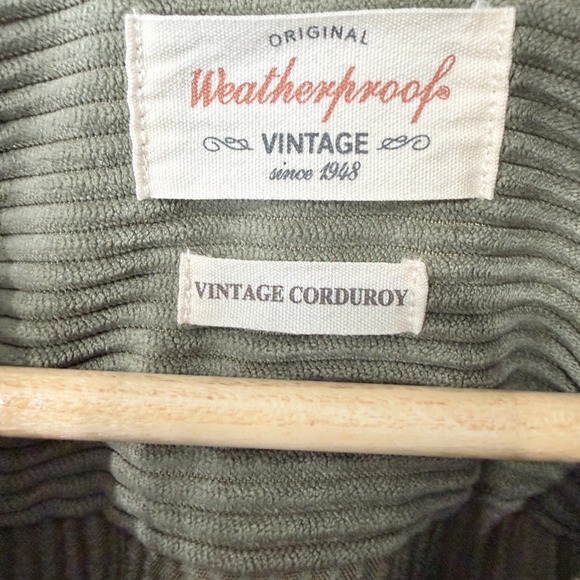 ORIGINAL
Weatherproof
VINTAGE
since 1948
VINTAGE CORDUROY